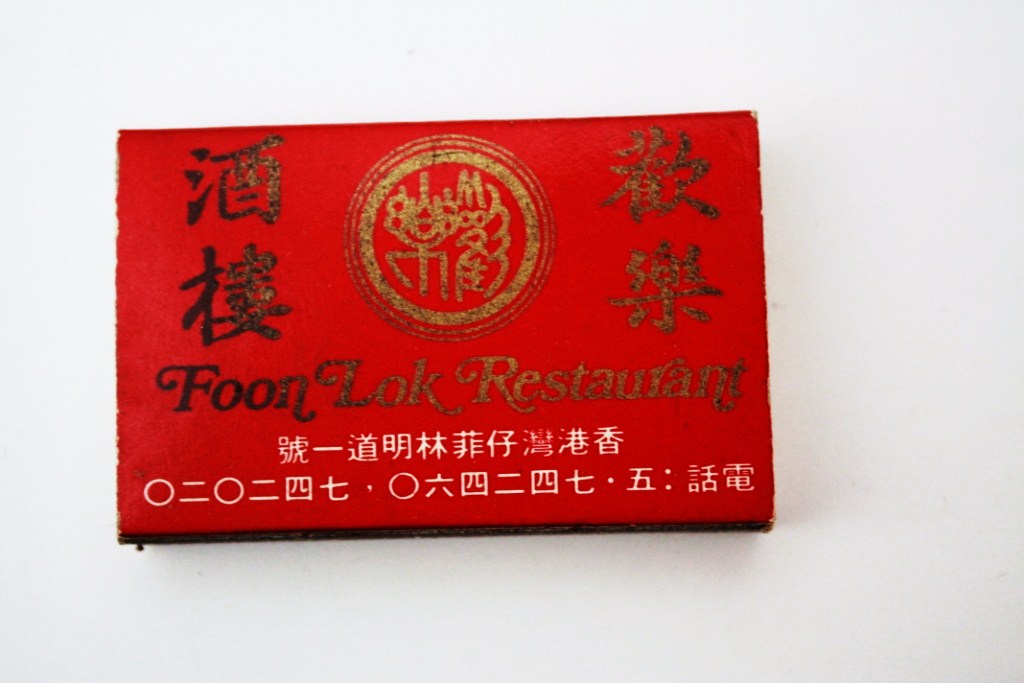 歡樂
酒樓
Foon Lok Restaurant
香港灣仔菲林明道一號
電話：五·七四二四六〇，七四二〇二〇